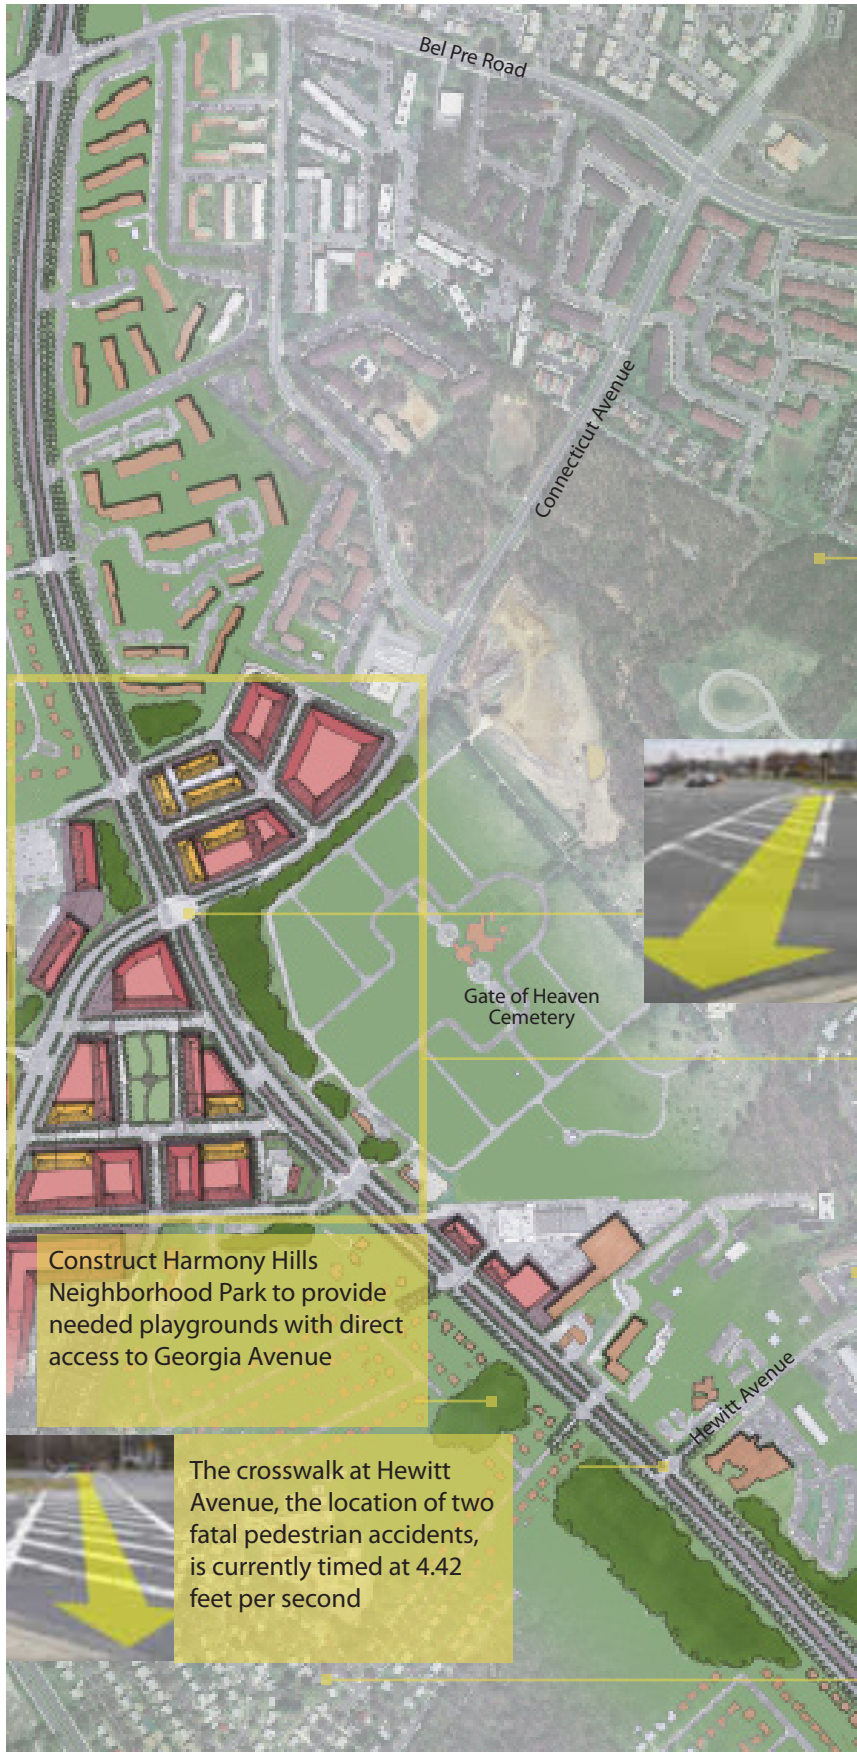 Bel Pre Road
Connecticut Avenue
Gate of Heaven
Cemetery
Construct Harmony Hills
Neighborhood Park to provide
needed playgrounds with direct
access to Georgia Avenue
Hewitt Avenue
The crosswalk at Hewitt
Avenue, the location of two
fatal pedestrian accidents,
is currently timed at 4.42
feet per second